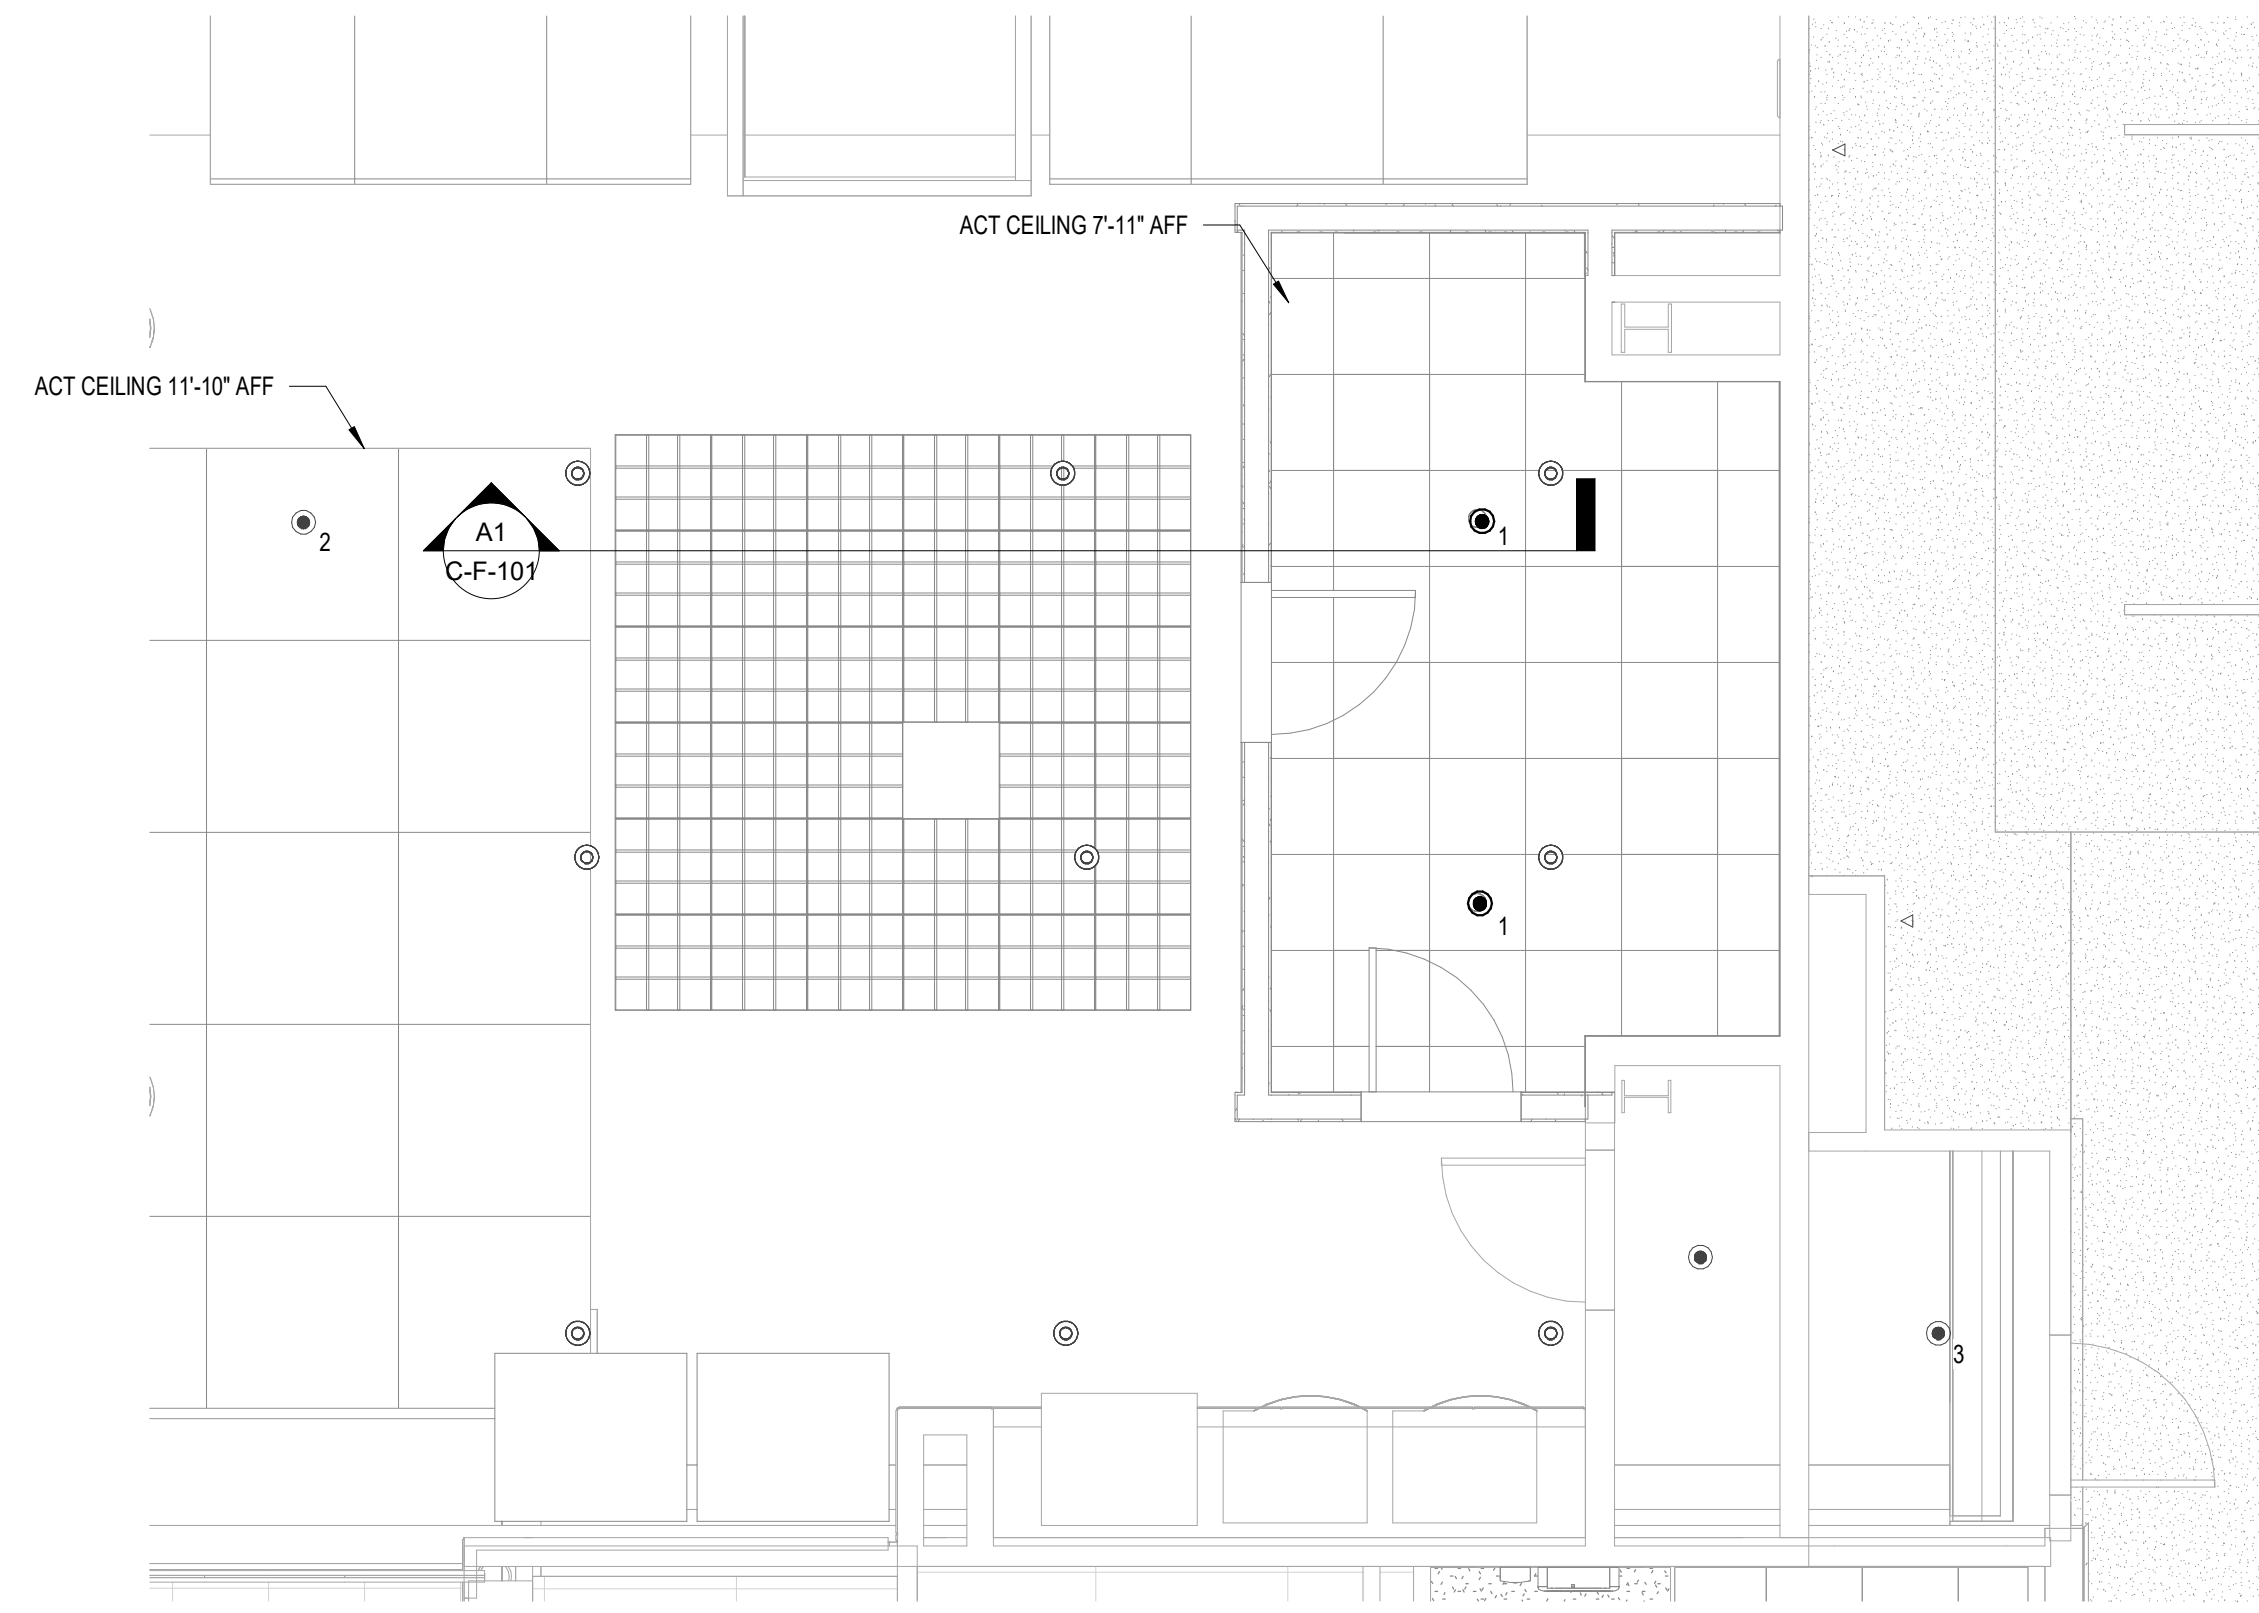 ACT CEILING 7'-11" AFF
ACT CEILING 11'-10" AFF
A1
C-F-101
2
1
1
3